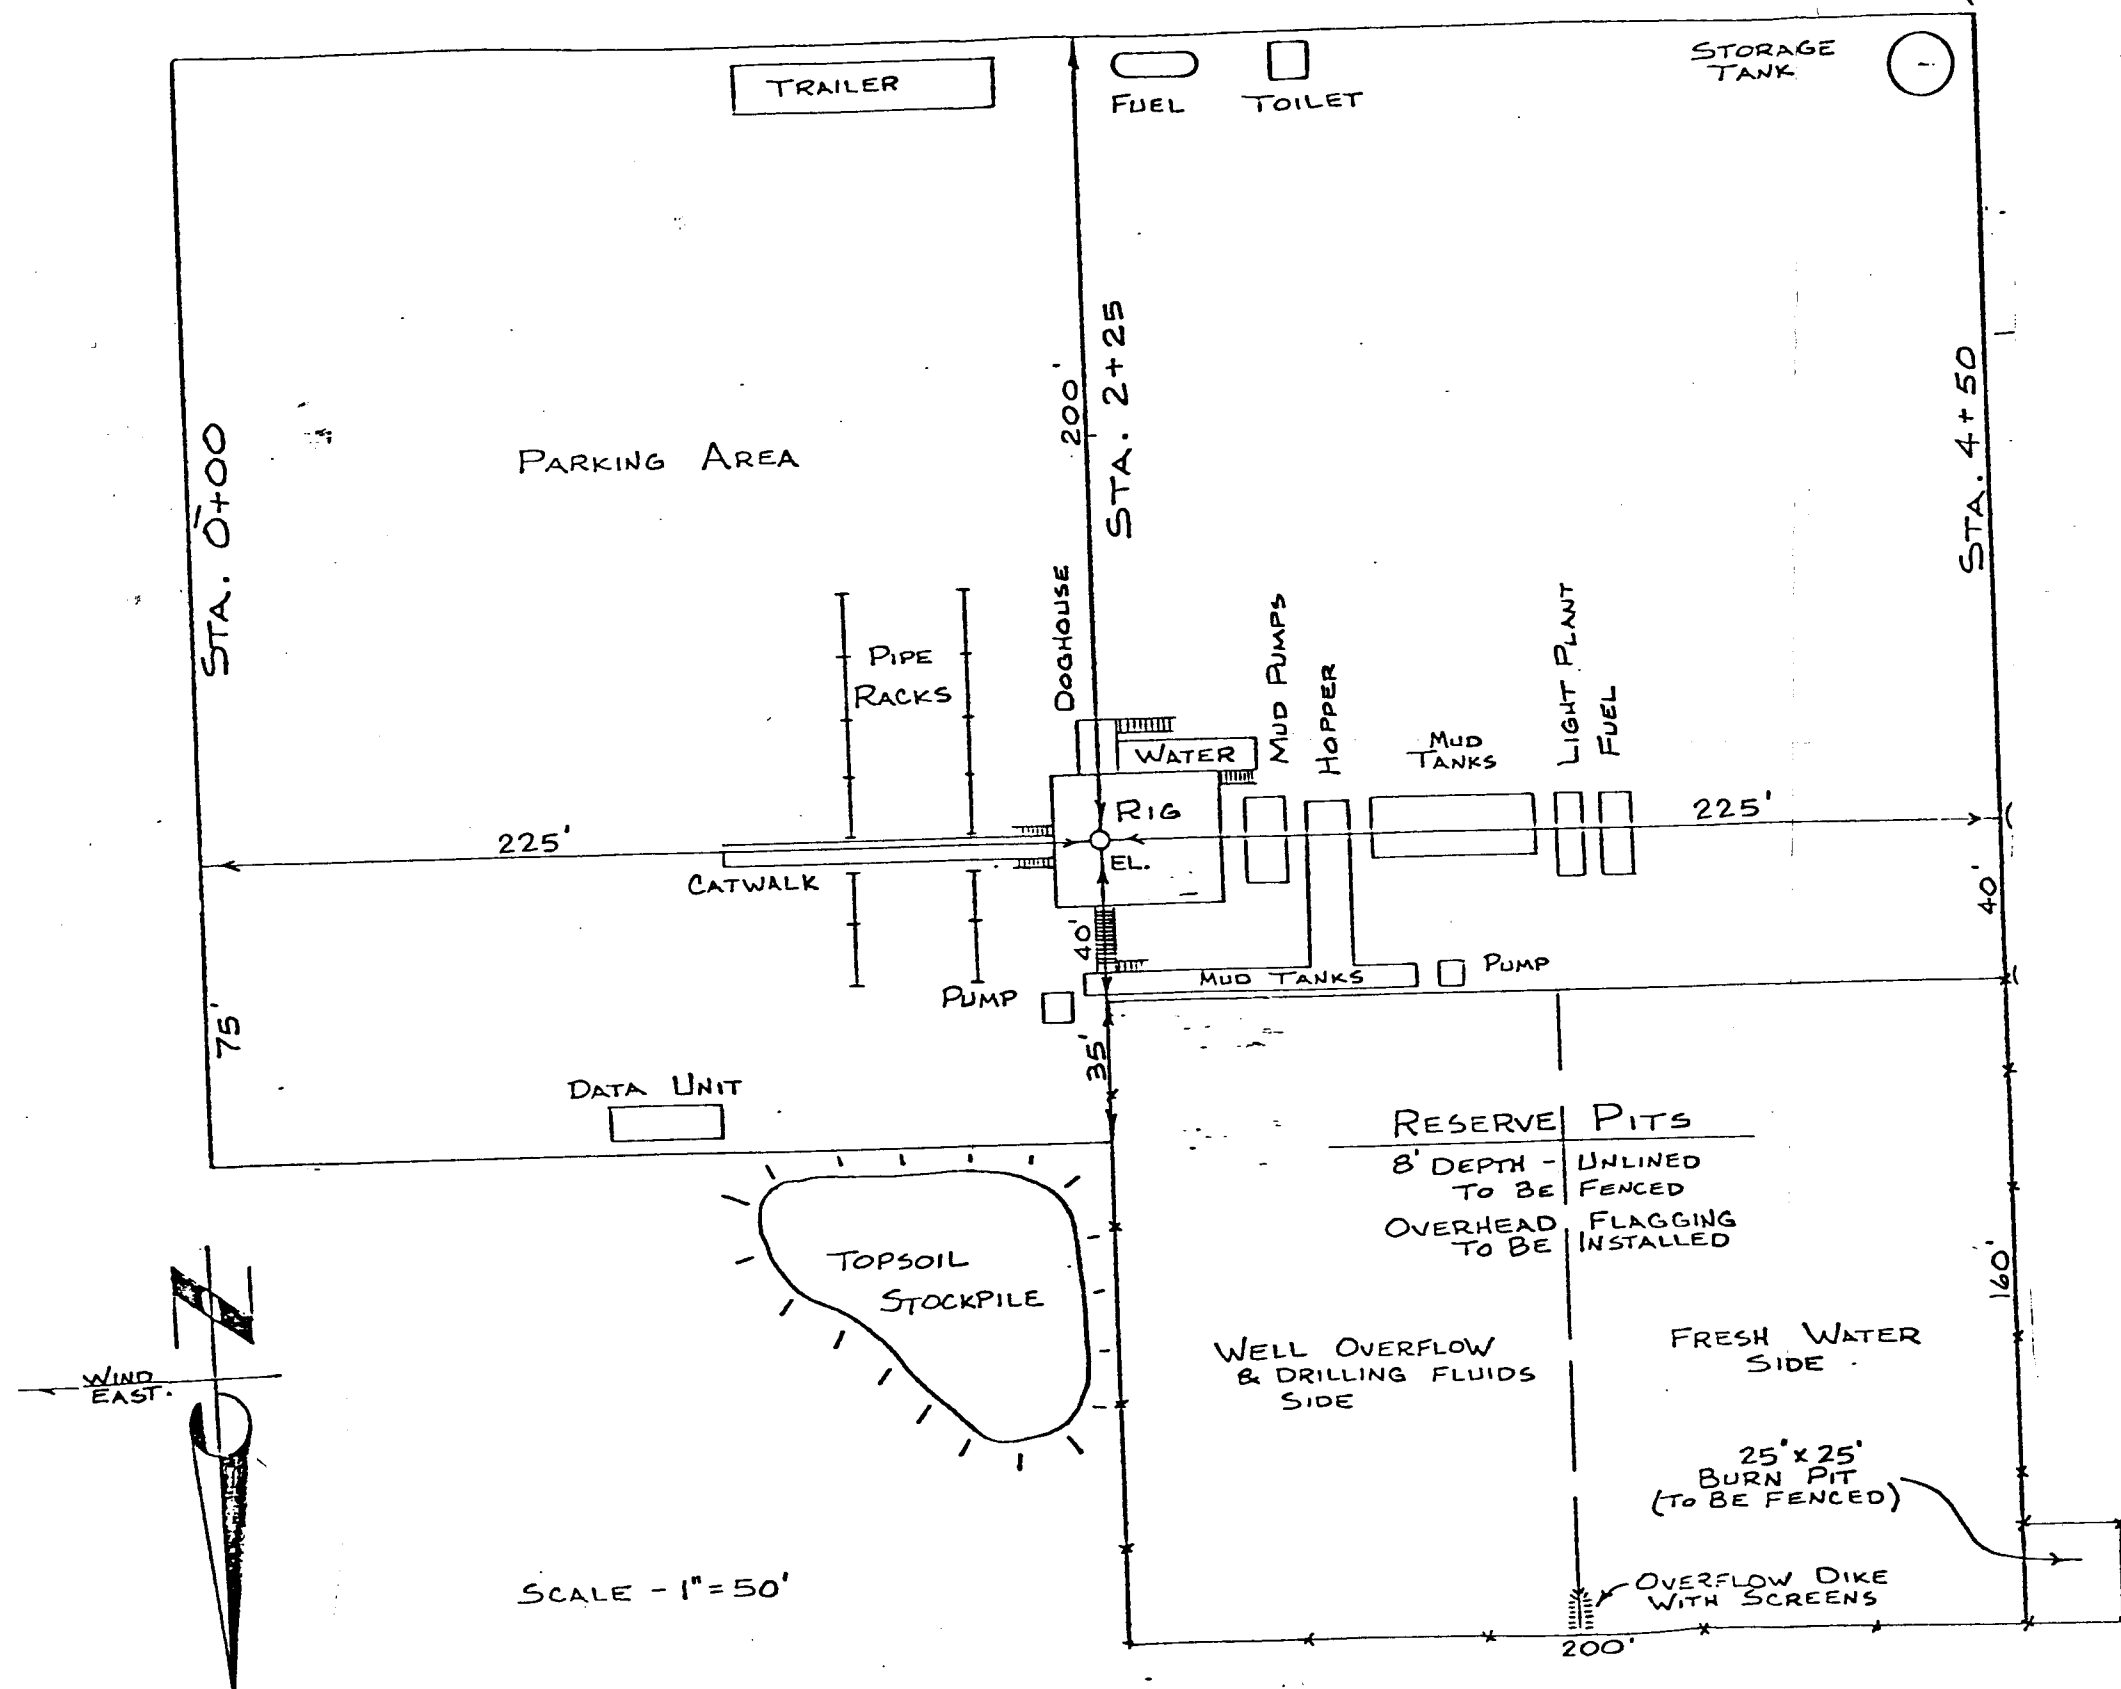 TRAILER
FUEL
TOILET
STORAGE
TANK
STA. 0+00
PARKING AREA
200'
STA. 2+25
STA. 4+50
PIPE
RACKS
DOGHOUSE
WATER
MUD PUMPS
HOPPER
MUD
TANKS
LIGHT PLANT
FUEL
225'
RIG
EL.
225'
CATWALK
40'
40'
MUD TANKS
PUMP
PUMP
75'
35'
DATA UNIT
RESERVE PITS
8' DEPTH - UNLINED
TO BE FENCED
OVERHEAD FLAGGING
TO BE INSTALLED
TOPSOIL
STOCKPILE
160'
WELL OVERFLOW
& DRILLING FLUIDS
SIDE
FRESH WATER
SIDE
N
WIND
EAST.
25' x 25'
BURN PIT
(TO BE FENCED)
SCALE - 1" = 50'
OVERFLOW DIKE
WITH SCREENS
200'